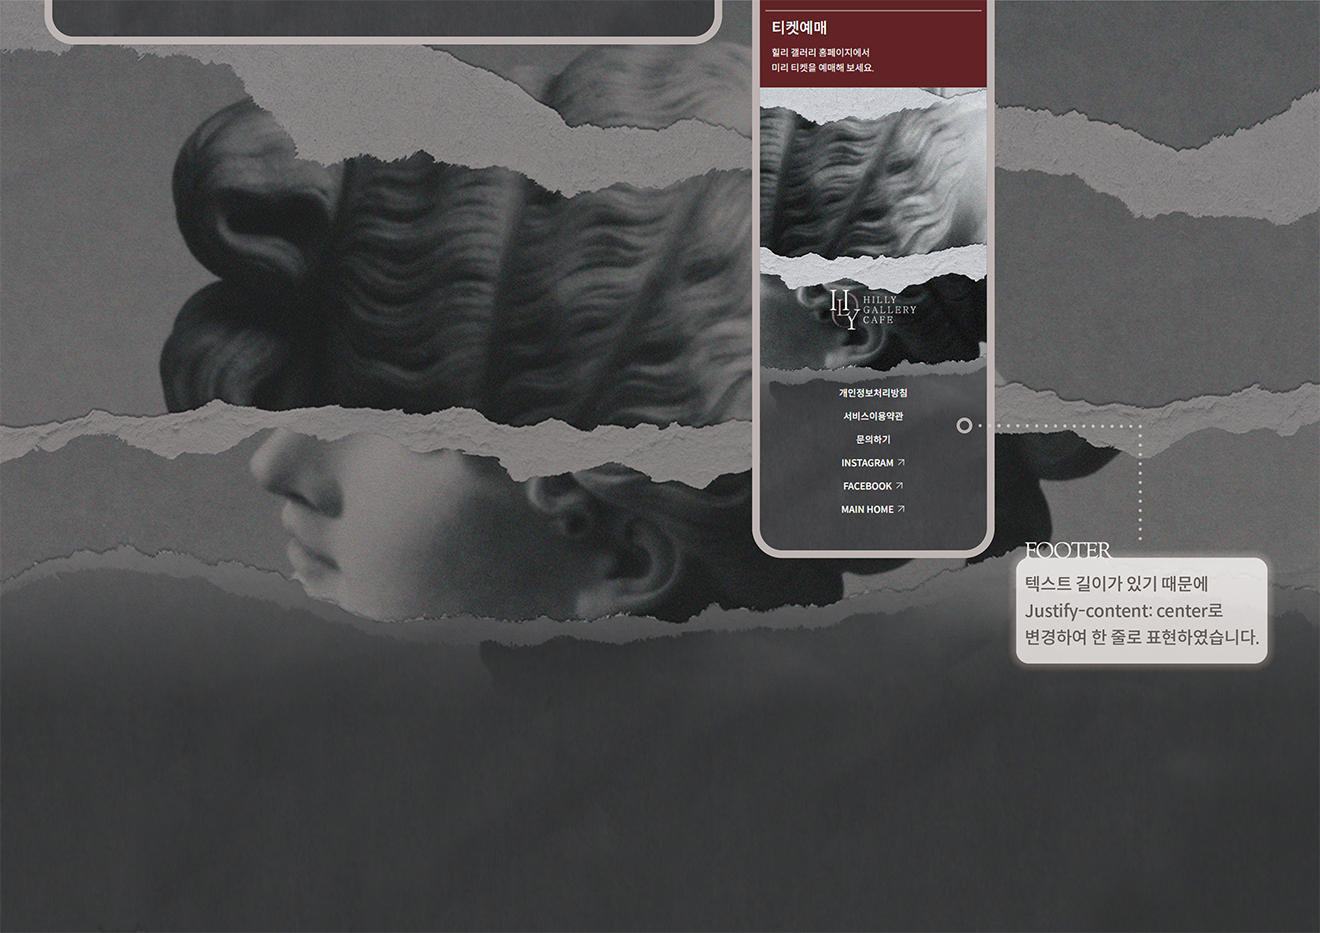 티켓예매
힐리 갤러리 홈페이지에서
미리 티켓을 예매해 보세요.
HILLY
HILLY
GALLERY
CAFE
개인정보처리방침
서비스이용약관
문의하기
INSTAGRAM
FACEBOOK
MAIN HOME
FOOTER
텍스트 길이가 있기 때문에
Justify-content: center로
변경하여 한 줄로 표현하였습니다.